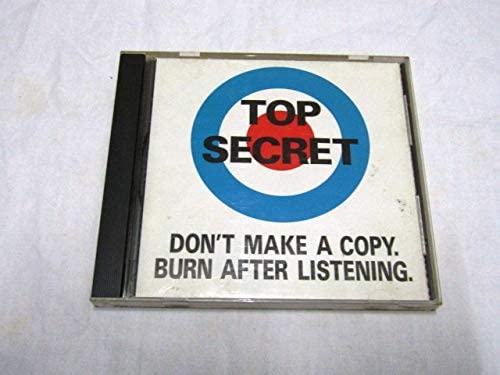 TOP
SECRET
DON'T MAKE A COPY.
BURN AFTER LISTENING.